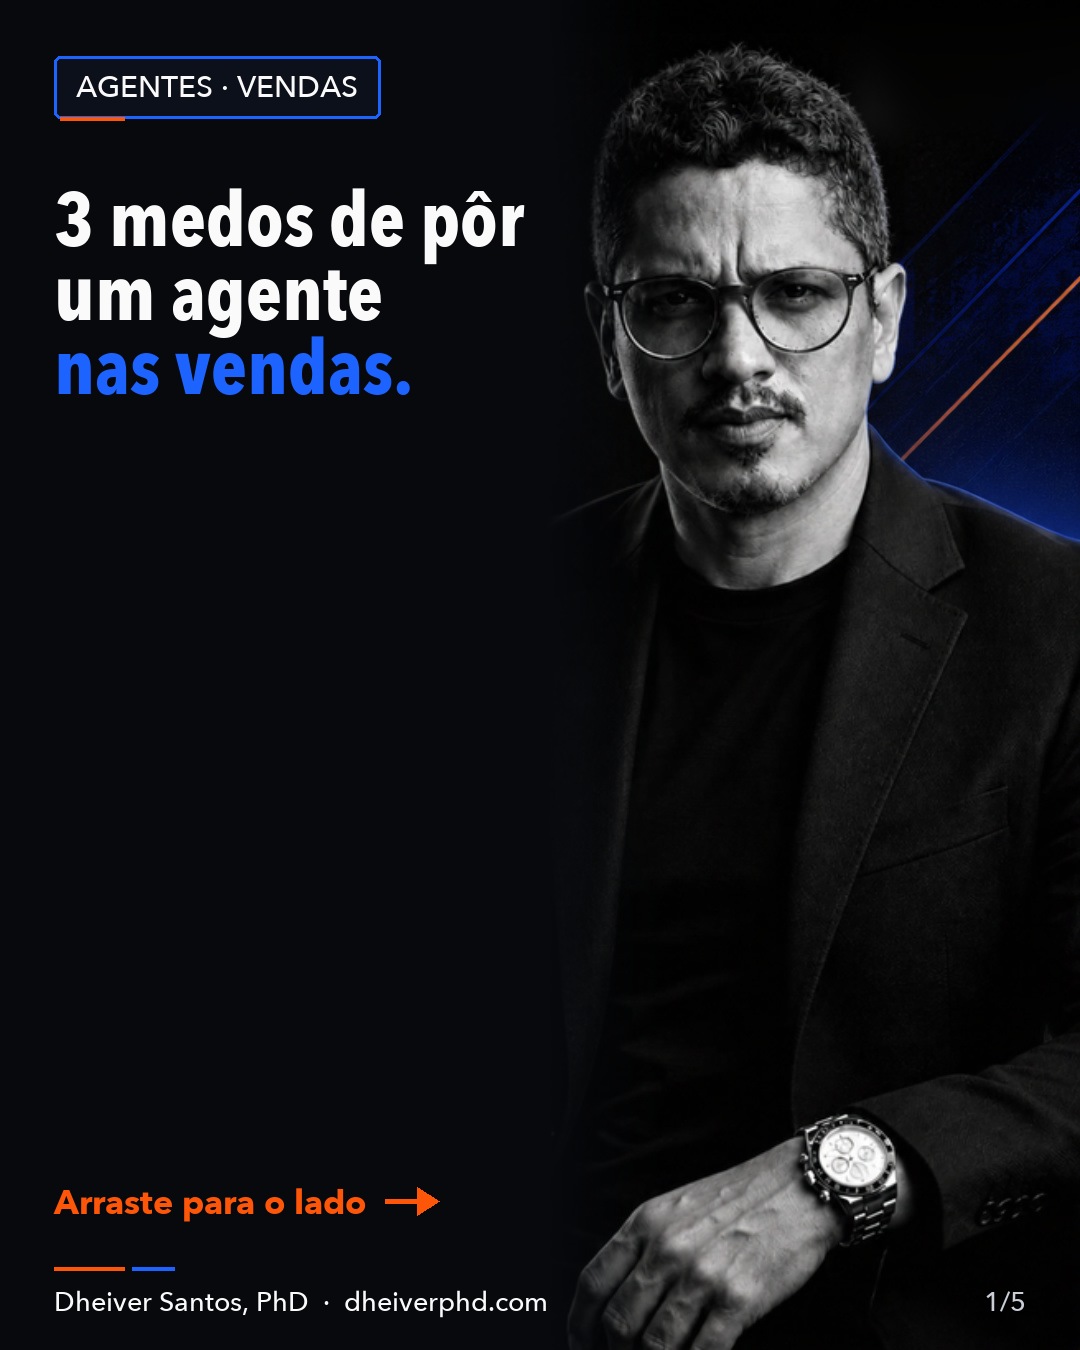 AGENTES · VENDAS
3 medos de pôr
um agente
nas vendas.
Arraste para o lado
Dheiver Santos, PhD · dheiverphd.com
1/5